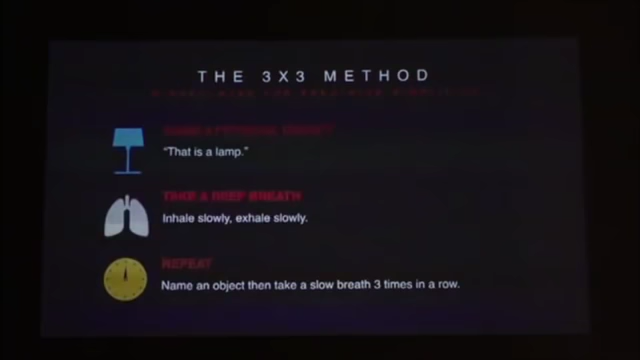 THE 3X3 METHOD
"That is a lamp."
TAKE A DEEP BREATH
Inhale slowly, exhale slowly.
REPEAT
Name an object then take a slow breath 3 times in a row.